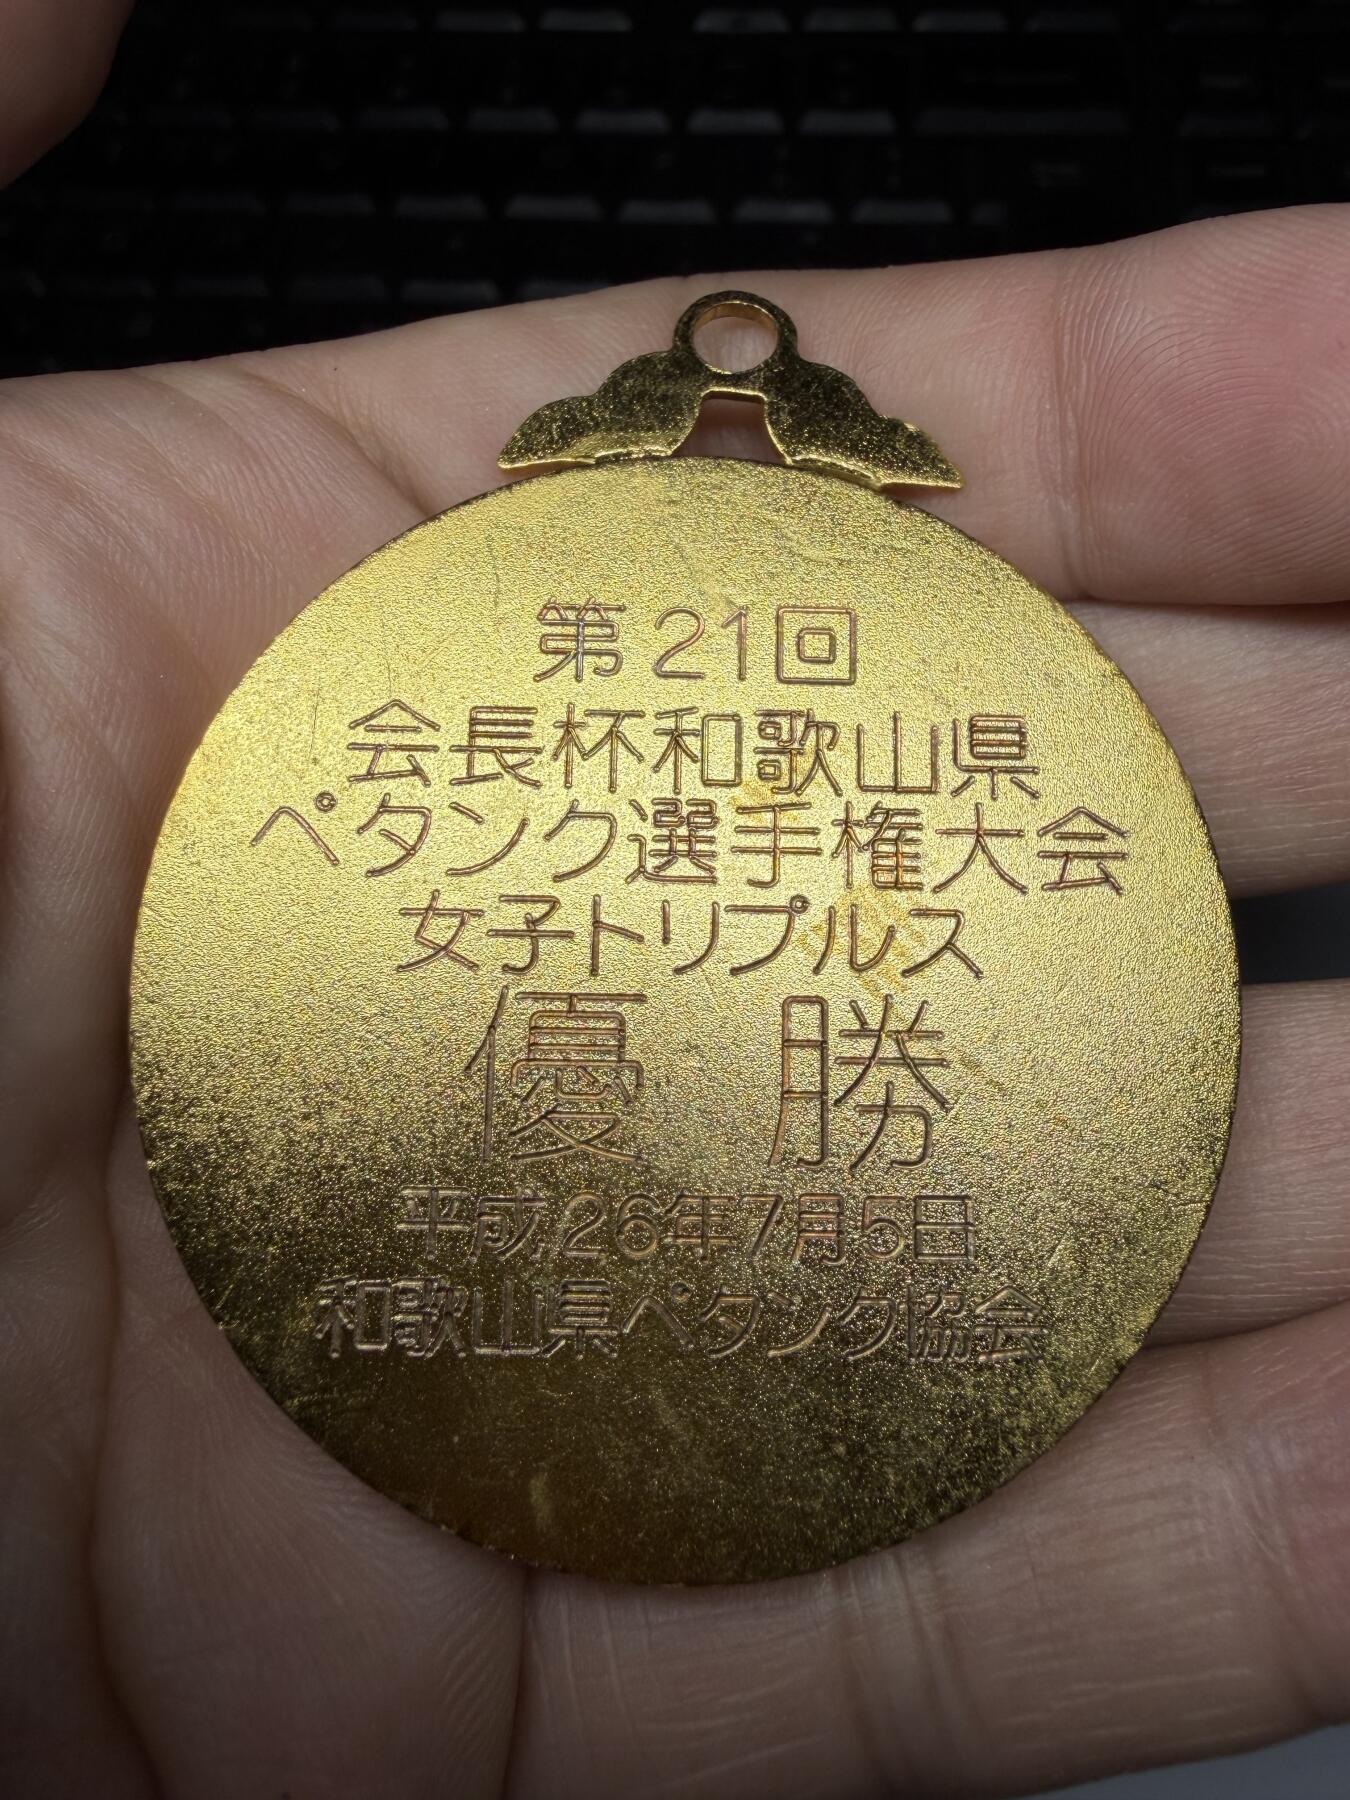 第21回
会長杯和歌山県
ペタンク選手権大会
女子トリプルス
優 勝
平成26年7月5日
和歌山県ペタンク協会